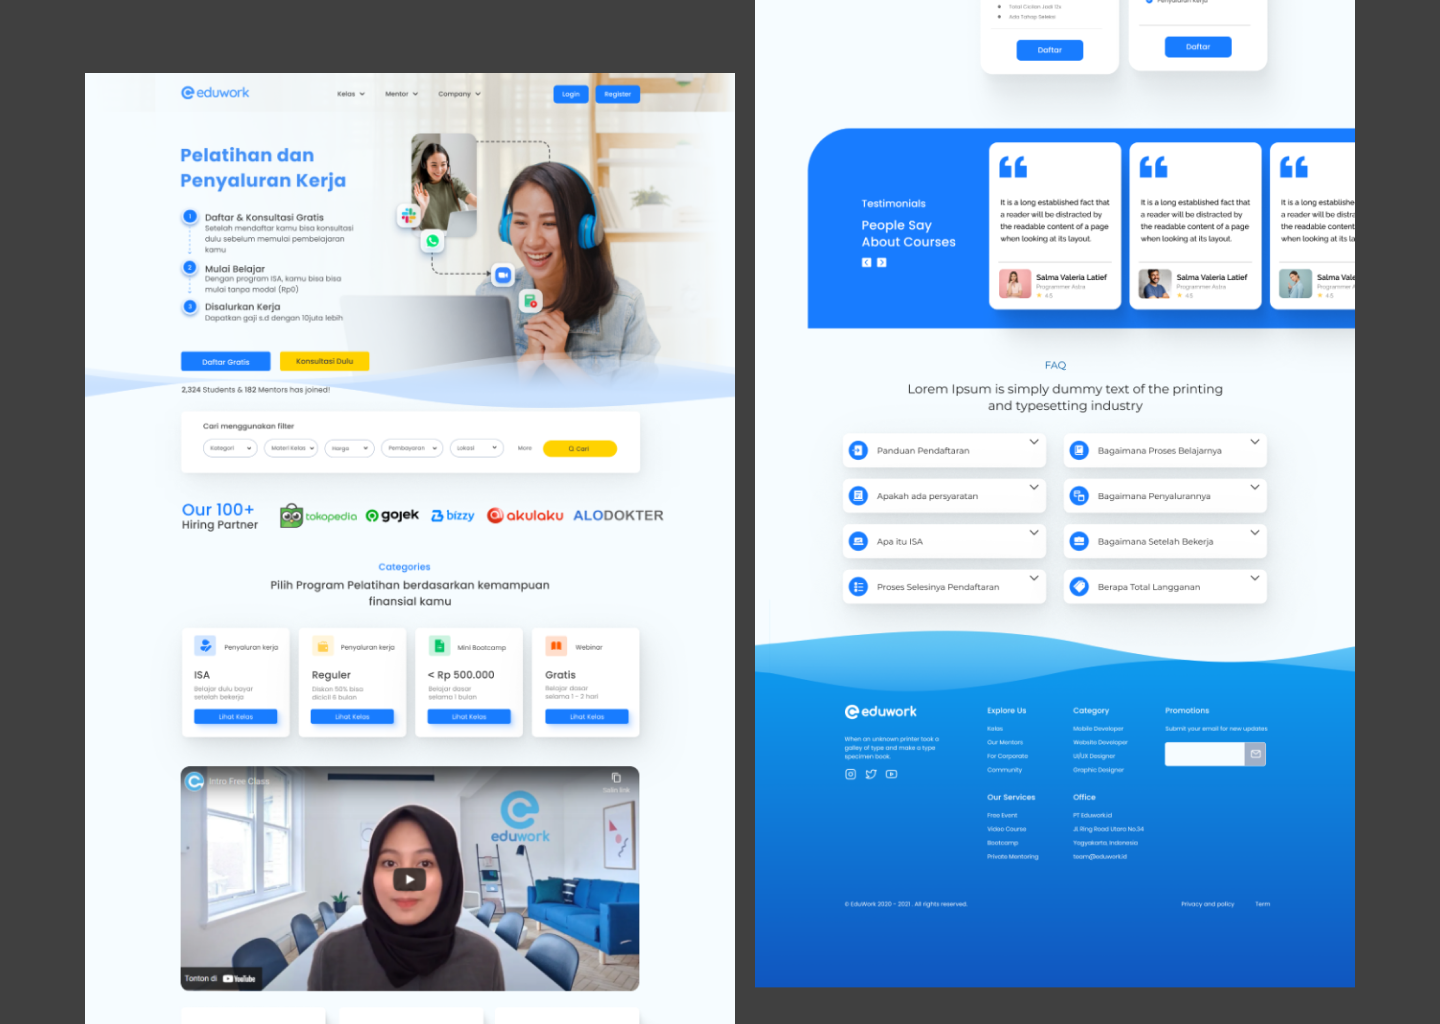 eduwork
Kelas
Mentor
Company
Login
Register
Pelatihan dan
Penyaluran Kerja
1
Daftar & Konsultasi Gratis
Setelah mendaftar kamu bisa konsultasi
dulu sebelum memulai pembelajaran
kamu
2
Mulai Belajar
Dengan program ISA, kamu bisa bisa
mulai tanpa modal (Rp0)
3
Disalurkan Kerja
Dapatkan gaji s.d dengan 10juta lebih
Daftar Gratis
Konsultasi Dulu
2,324 Students & 182 Mentors has joined!
Cari menggunakan filter
Kategori
Materi Kelas
Harga
Pembayaran
Lokasi
More
Cari
Our 100+
Hiring Partner
tokopedia
gojek
bizzy
akulaku
ALODOKTER
Categories
Pilih Program Pelatihan berdasarkan kemampuan
finansial kamu
Penyaluran kerja
ISA
Belajar dulu bayar
setelah bekerja
Lihat Kelas
Penyaluran kerja
Reguler
Diskon 50% bisa
dicicil 6 bulan
Lihat Kelas
Mini Bootcamp
< Rp 500.000
Belajar dasar
selama 1 bulan
Lihat Kelas
Webinar
Gratis
Belajar dasar
selama 1 - 2 hari
Lihat Kelas
Intro Free Class
Salin link
eduwork
Tonton di YouTube
Total Cicilan Jadi 12x
Ada Tahap Seleksi
Daftar
Penyaluran Kerja
Daftar
Testimonials
People Say
About Courses
It is a long established fact that
a reader will be distracted by
the readable content of a page
when looking at its layout.
Salma Valeria Latief
Programmer Astra
4.5
It is a long established fact that
a reader will be distracted by
the readable content of a page
when looking at its layout.
Salma Valeria Latief
Programmer Astra
4.5
It is a long establishe
a reader will be distra
the readable content
when looking at its la
Salma Vale
Programmer A
4.5
FAQ
Lorem Ipsum is simply dummy text of the printing
and typesetting industry
Panduan Pendaftaran
Bagaimana Proses Belajarnya
Apakah ada persyaratan
Bagaimana Penyalurannya
Apa itu ISA
Bagaimana Setelah Bekerja
Proses Selesinya Pendaftaran
Berapa Total Langganan
eduwork
When an unknown printer took a
galley of type and make a type
specimen book.
Explore Us
Kelas
Our Mentors
For Corporate
Community
Category
Mobile Developer
Website Developer
UI/UX Designer
Graphic Designer
Promotions
Submit your email for new updates
Our Services
Free Event
Video Course
Bootcamp
Private Mentoring
Office
PT Eduwork.id
Jl. Ring Road Utara No.34
Yogyakarta, Indonesia
team@eduwork.id
© EduWork 2020 - 2021 . All rights reserved.
Privacy and policy
Term